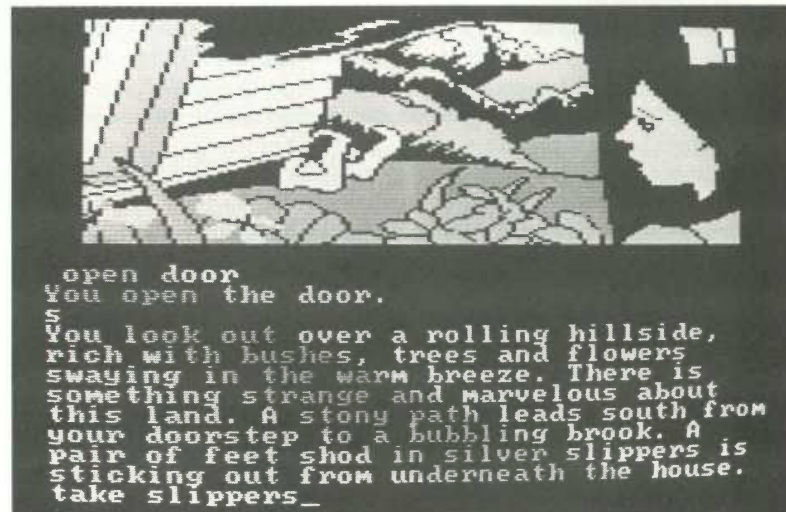 open door
You open the door.
s
You look out over a rolling hillside,
rich with bushes, trees and flowers
swaying in the warm breeze. There is
something strange and marvelous about
this land. A stony path leads south from
your doorstep to a bubbling brook. A
pair of feet shod in silver slippers is
sticking out from underneath the house.
take slippers_